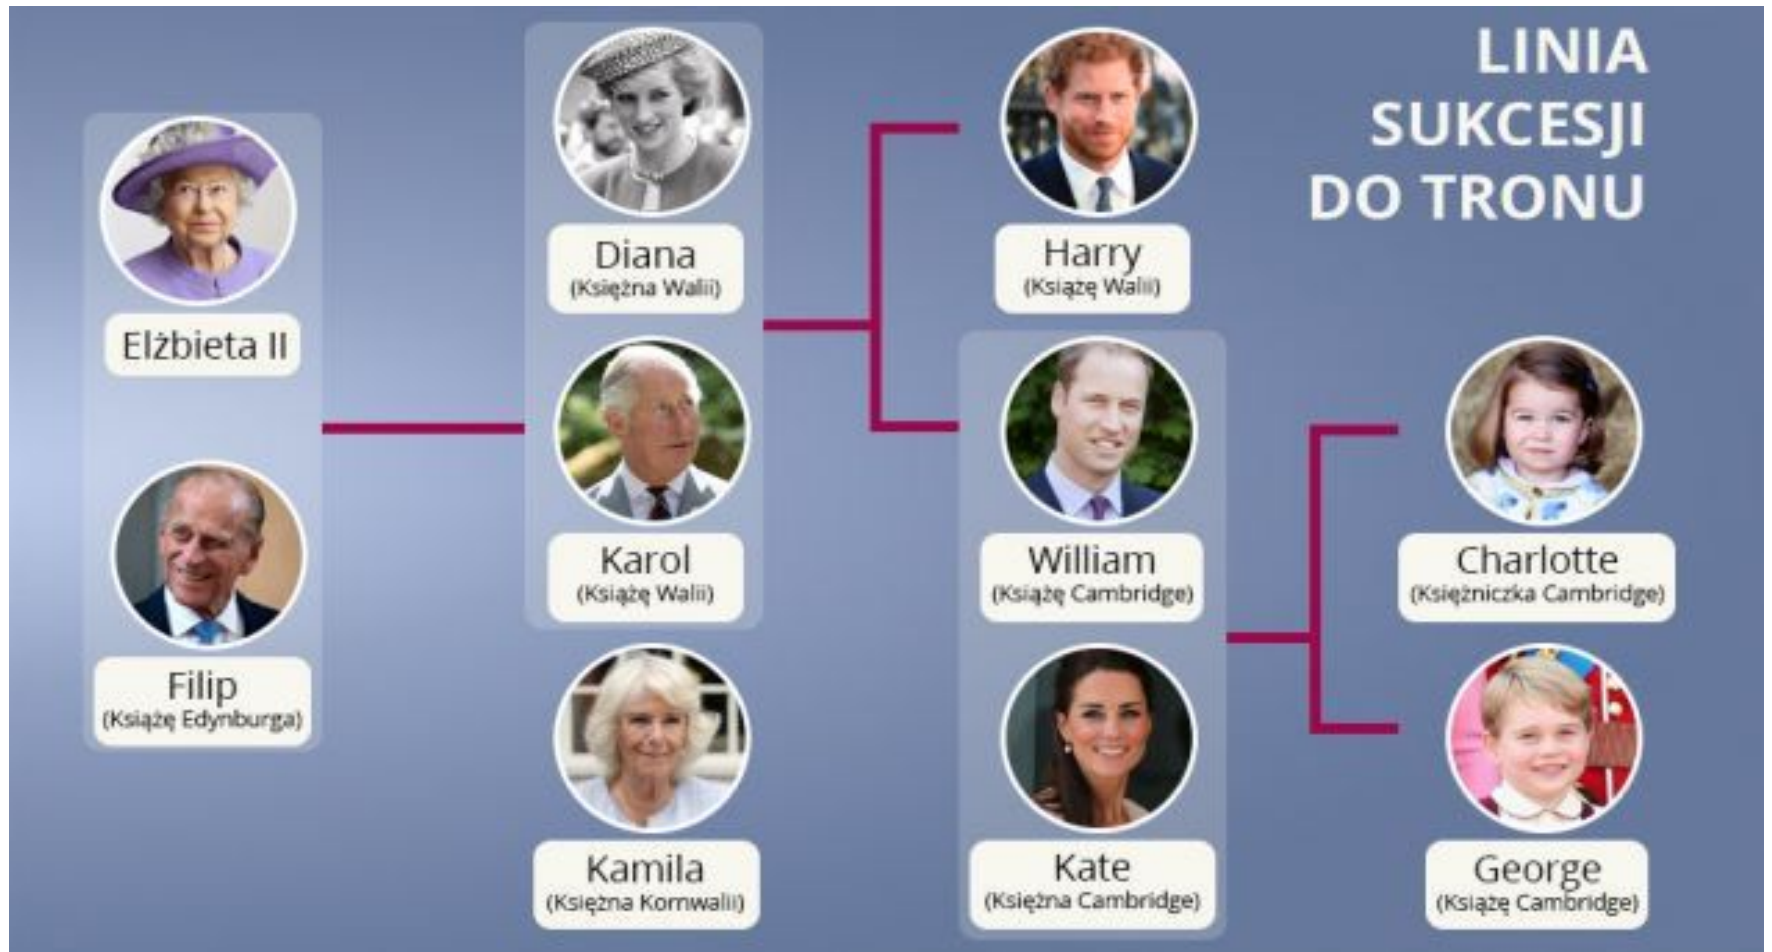 LINIA
SUKCESJI
DO TRONU
Elżbieta II
Filip
(Książę Edynburga)
Diana
(Księżna Walii)
Karol
(Książę Walii)
Kamila
(Księżna Kornwalii)
Harry
(Książę Walii)
William
(Książę Cambridge)
Kate
(Księżna Cambridge)
Charlotte
(Księżniczka Cambridge)
George
(Książę Cambridge)